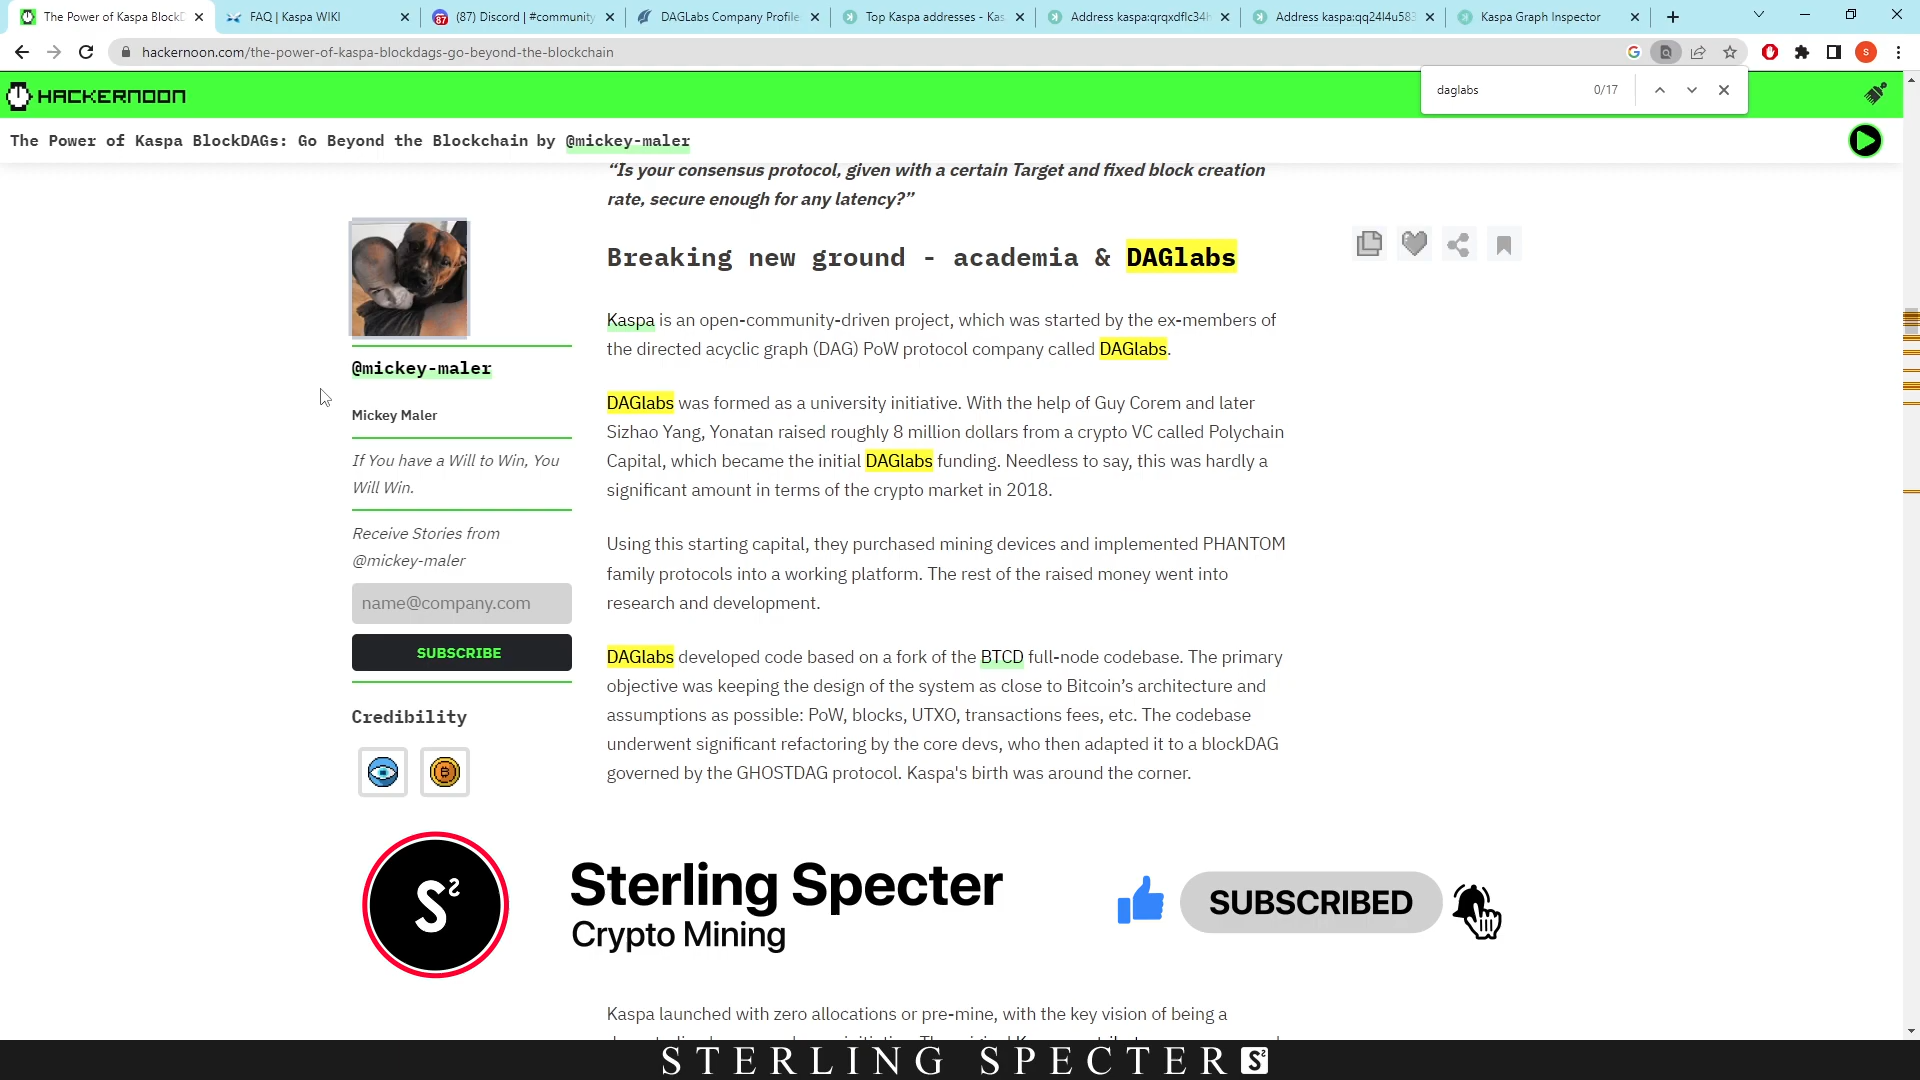 The Power of Kaspa BlockD
FAQ | Kaspa WIKI
(87) Discord | #community
DAGLabs Company Profile
Top Kaspa addresses - Kas
Address kaspa:qrqxdflc34h
Address kaspa:qq24l4u583
Kaspa Graph Inspector
hackernoon.com/the-power-of-kaspa-blockdags-go-beyond-the-blockchain
daglabs 0/17
HACKERNOON
The Power of Kaspa BlockDAGs: Go Beyond the Blockchain by @mickey-maler
“Is your consensus protocol, given with a certain Target and fixed block creation
rate, secure enough for any latency?”
Breaking new ground - academia & DAGlabs
Kaspa is an open-community-driven project, which was started by the ex-members of
the directed acyclic graph (DAG) PoW protocol company called DAGlabs.
DAGlabs was formed as a university initiative. With the help of Guy Corem and later
Sizhao Yang, Yonatan raised roughly 8 million dollars from a crypto VC called Polychain
Capital, which became the initial DAGlabs funding. Needless to say, this was hardly a
significant amount in terms of the crypto market in 2018.
Using this starting capital, they purchased mining devices and implemented PHANTOM
family protocols into a working platform. The rest of the raised money went into
research and development.
DAGlabs developed code based on a fork of the BTCD full-node codebase. The primary
objective was keeping the design of the system as close to Bitcoin’s architecture and
assumptions as possible: PoW, blocks, UTXO, transactions fees, etc. The codebase
underwent significant refactoring by the core devs, who then adapted it to a blockDAG
governed by the GHOSTDAG protocol. Kaspa's birth was around the corner.
@mickey-maler
Mickey Maler
If You have a Will to Win, You
Will Win.
Receive Stories from
@mickey-maler
name@company.com
SUBSCRIBE
Credibility
S²
Sterling Specter
Crypto Mining
SUBSCRIBED
Kaspa launched with zero allocations or pre-mine, with the key vision of being a
STERLING SPECTER S²